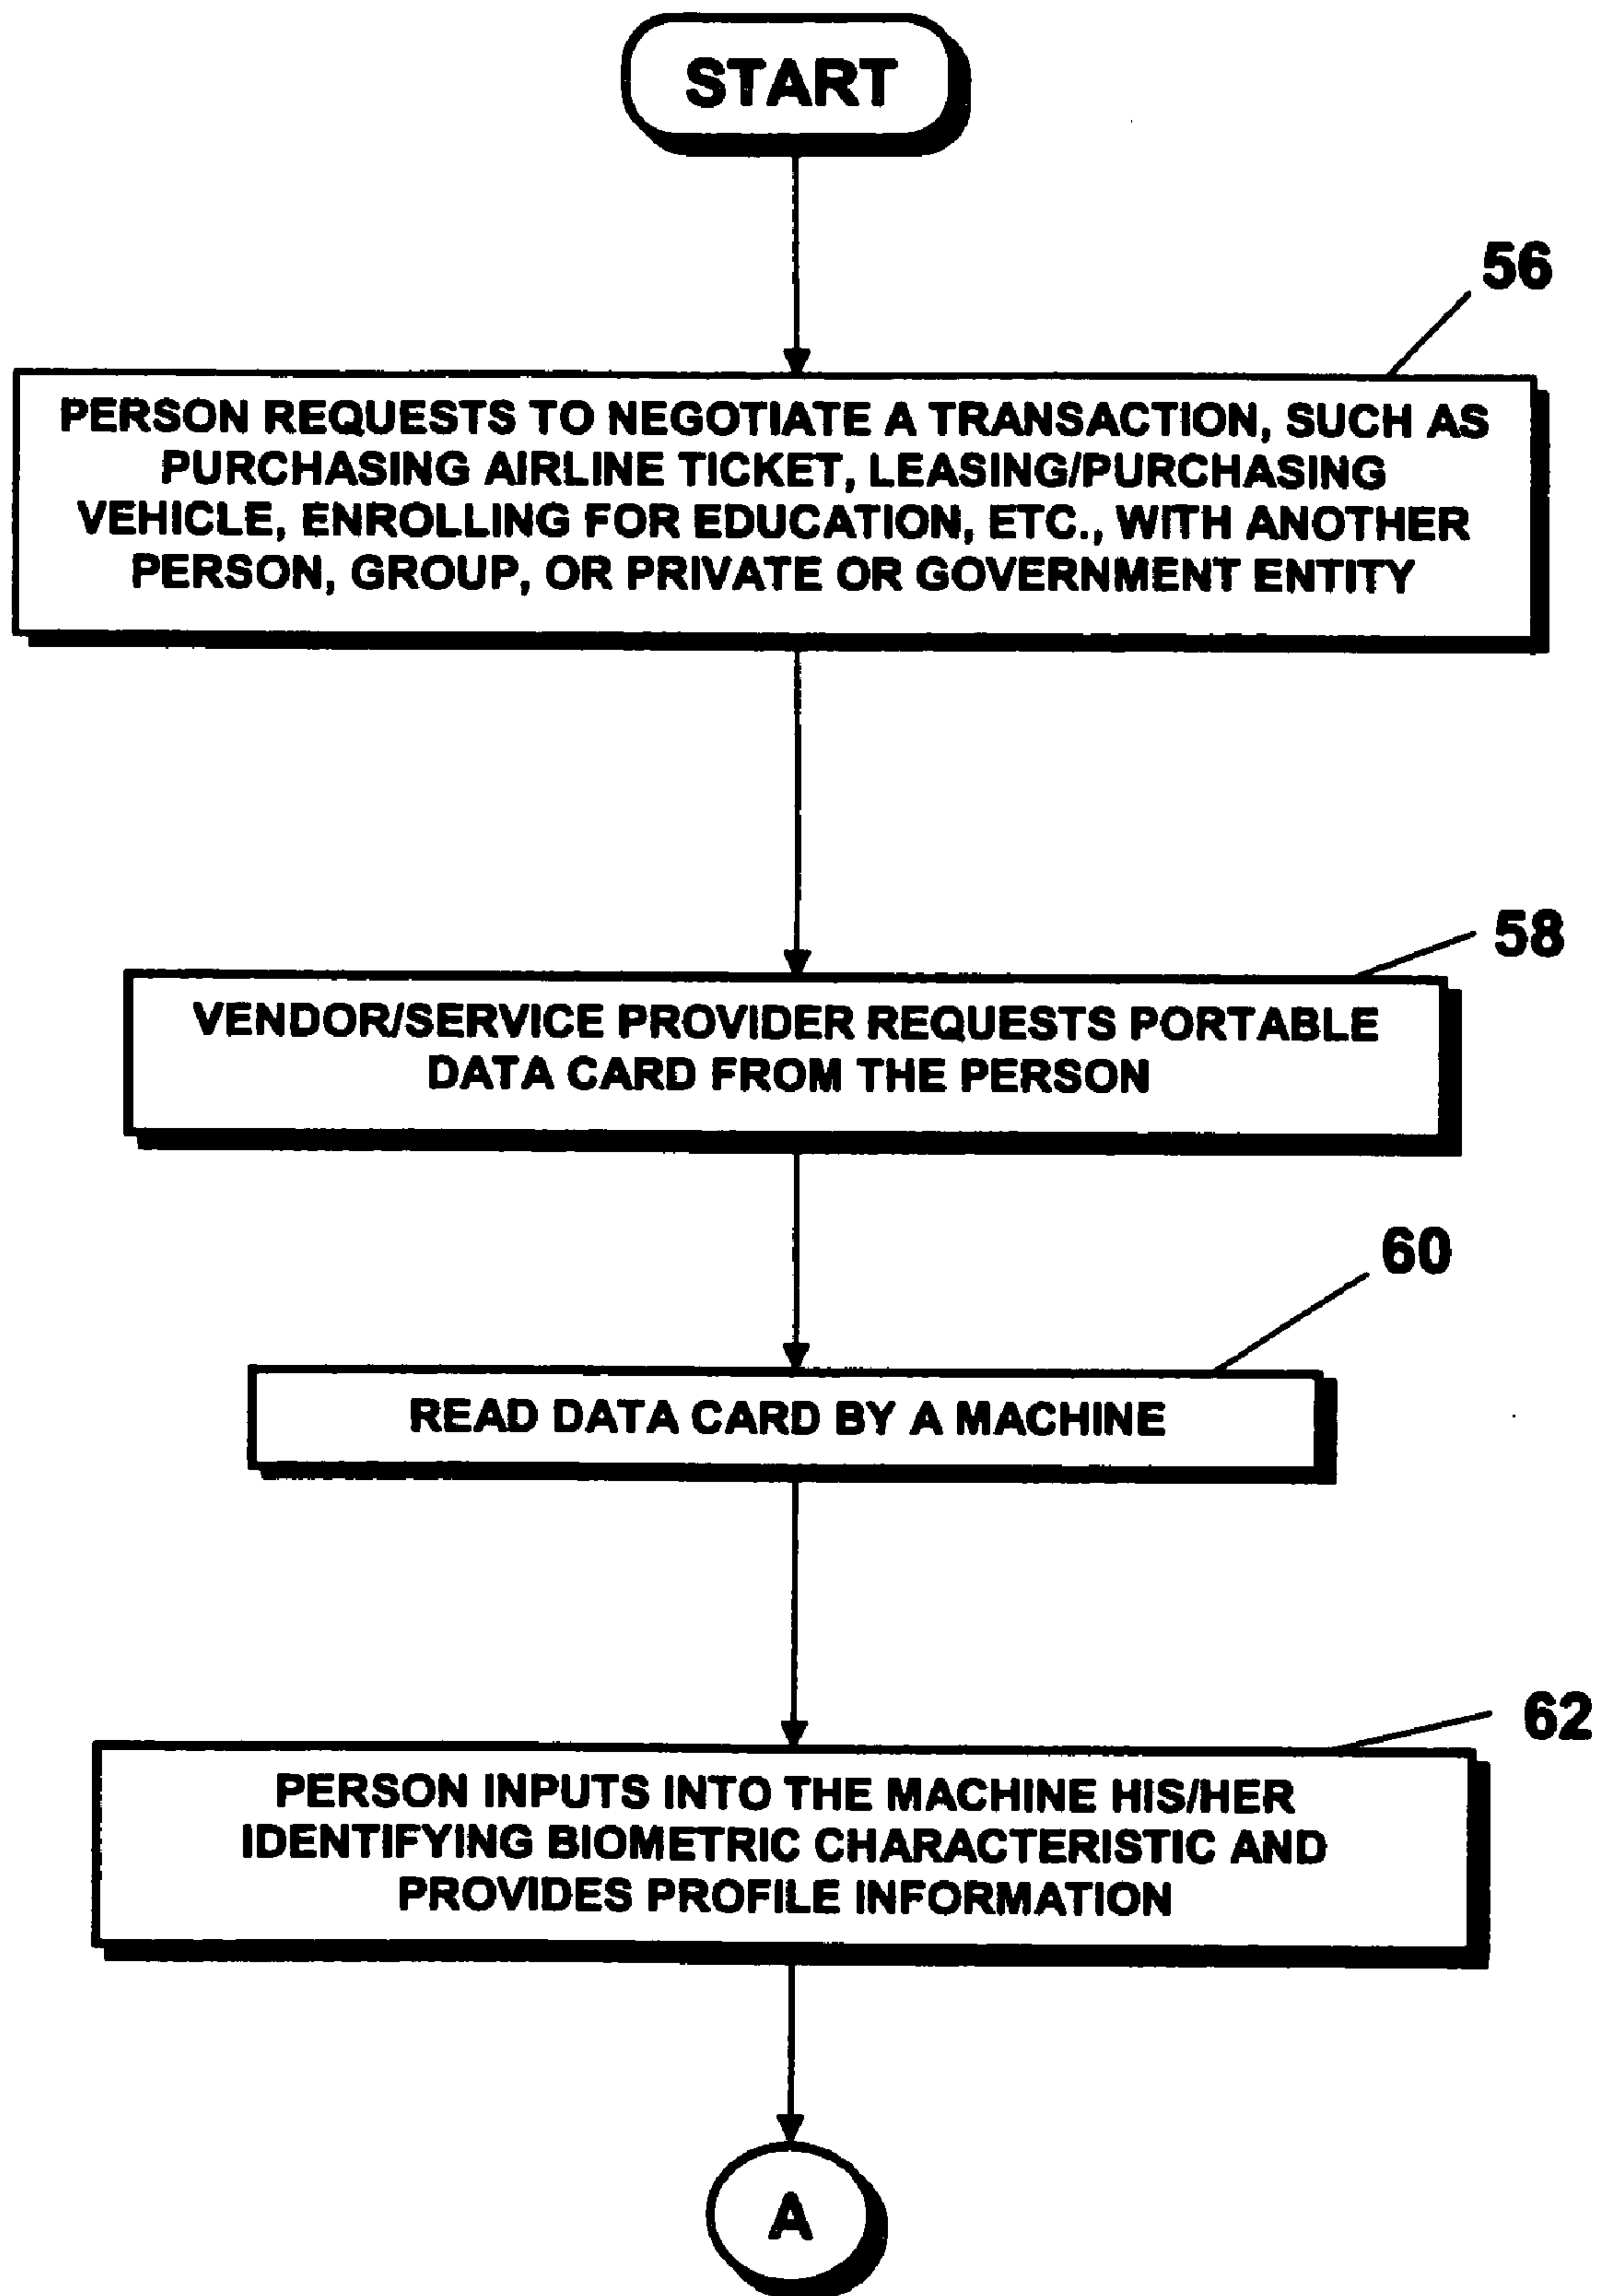 START
56
PERSON REQUESTS TO NEGOTIATE A TRANSACTION, SUCH AS
PURCHASING AIRLINE TICKET, LEASING/PURCHASING
VEHICLE, ENROLLING FOR EDUCATION, ETC., WITH ANOTHER
PERSON, GROUP, OR PRIVATE OR GOVERNMENT ENTITY
58
VENDOR/SERVICE PROVIDER REQUESTS PORTABLE
DATA CARD FROM THE PERSON
60
READ DATA CARD BY A MACHINE
62
PERSON INPUTS INTO THE MACHINE HIS/HER
IDENTIFYING BIOMETRIC CHARACTERISTIC AND
PROVIDES PROFILE INFORMATION
A